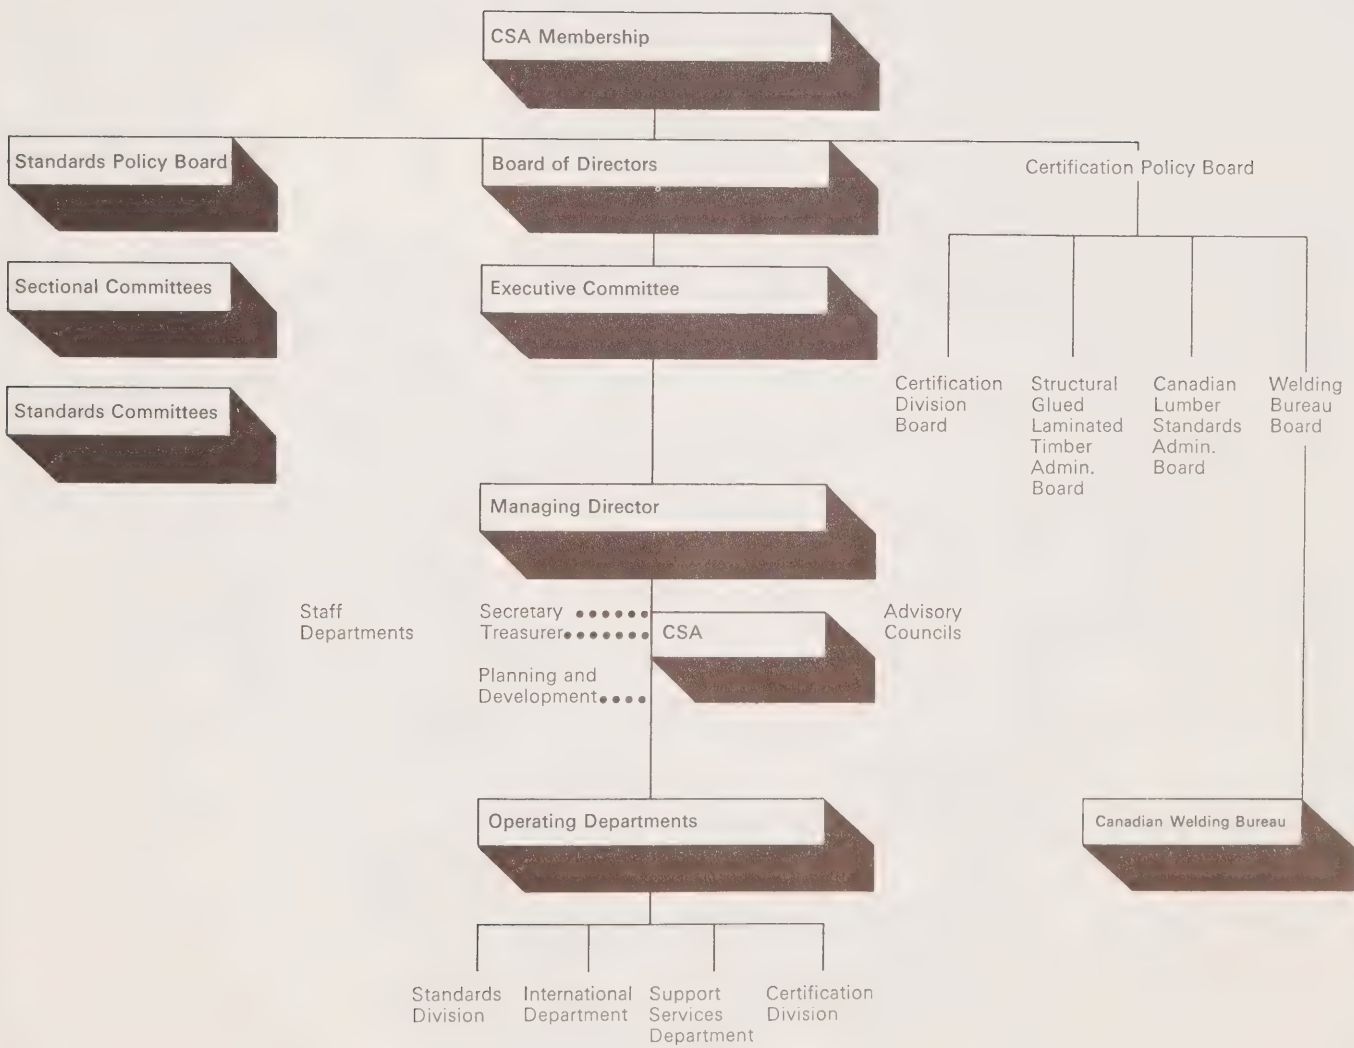 CSA Membership
Standards Policy Board
Board of Directors
Certification Policy Board
Sectional Committees
Executive Committee
Standards Committees
Certification
Division
Board
Structural
Glued
Laminated
Timber
Admin.
Board
Canadian
Lumber
Standards
Admin.
Board
Welding
Bureau
Board
Managing Director
Staff
Departments
Secretary
Treasurer
CSA
Advisory
Councils
Planning and
Development
Operating Departments
Canadian Welding Bureau
Standards
Division
International
Department
Support
Services
Department
Certification
Division